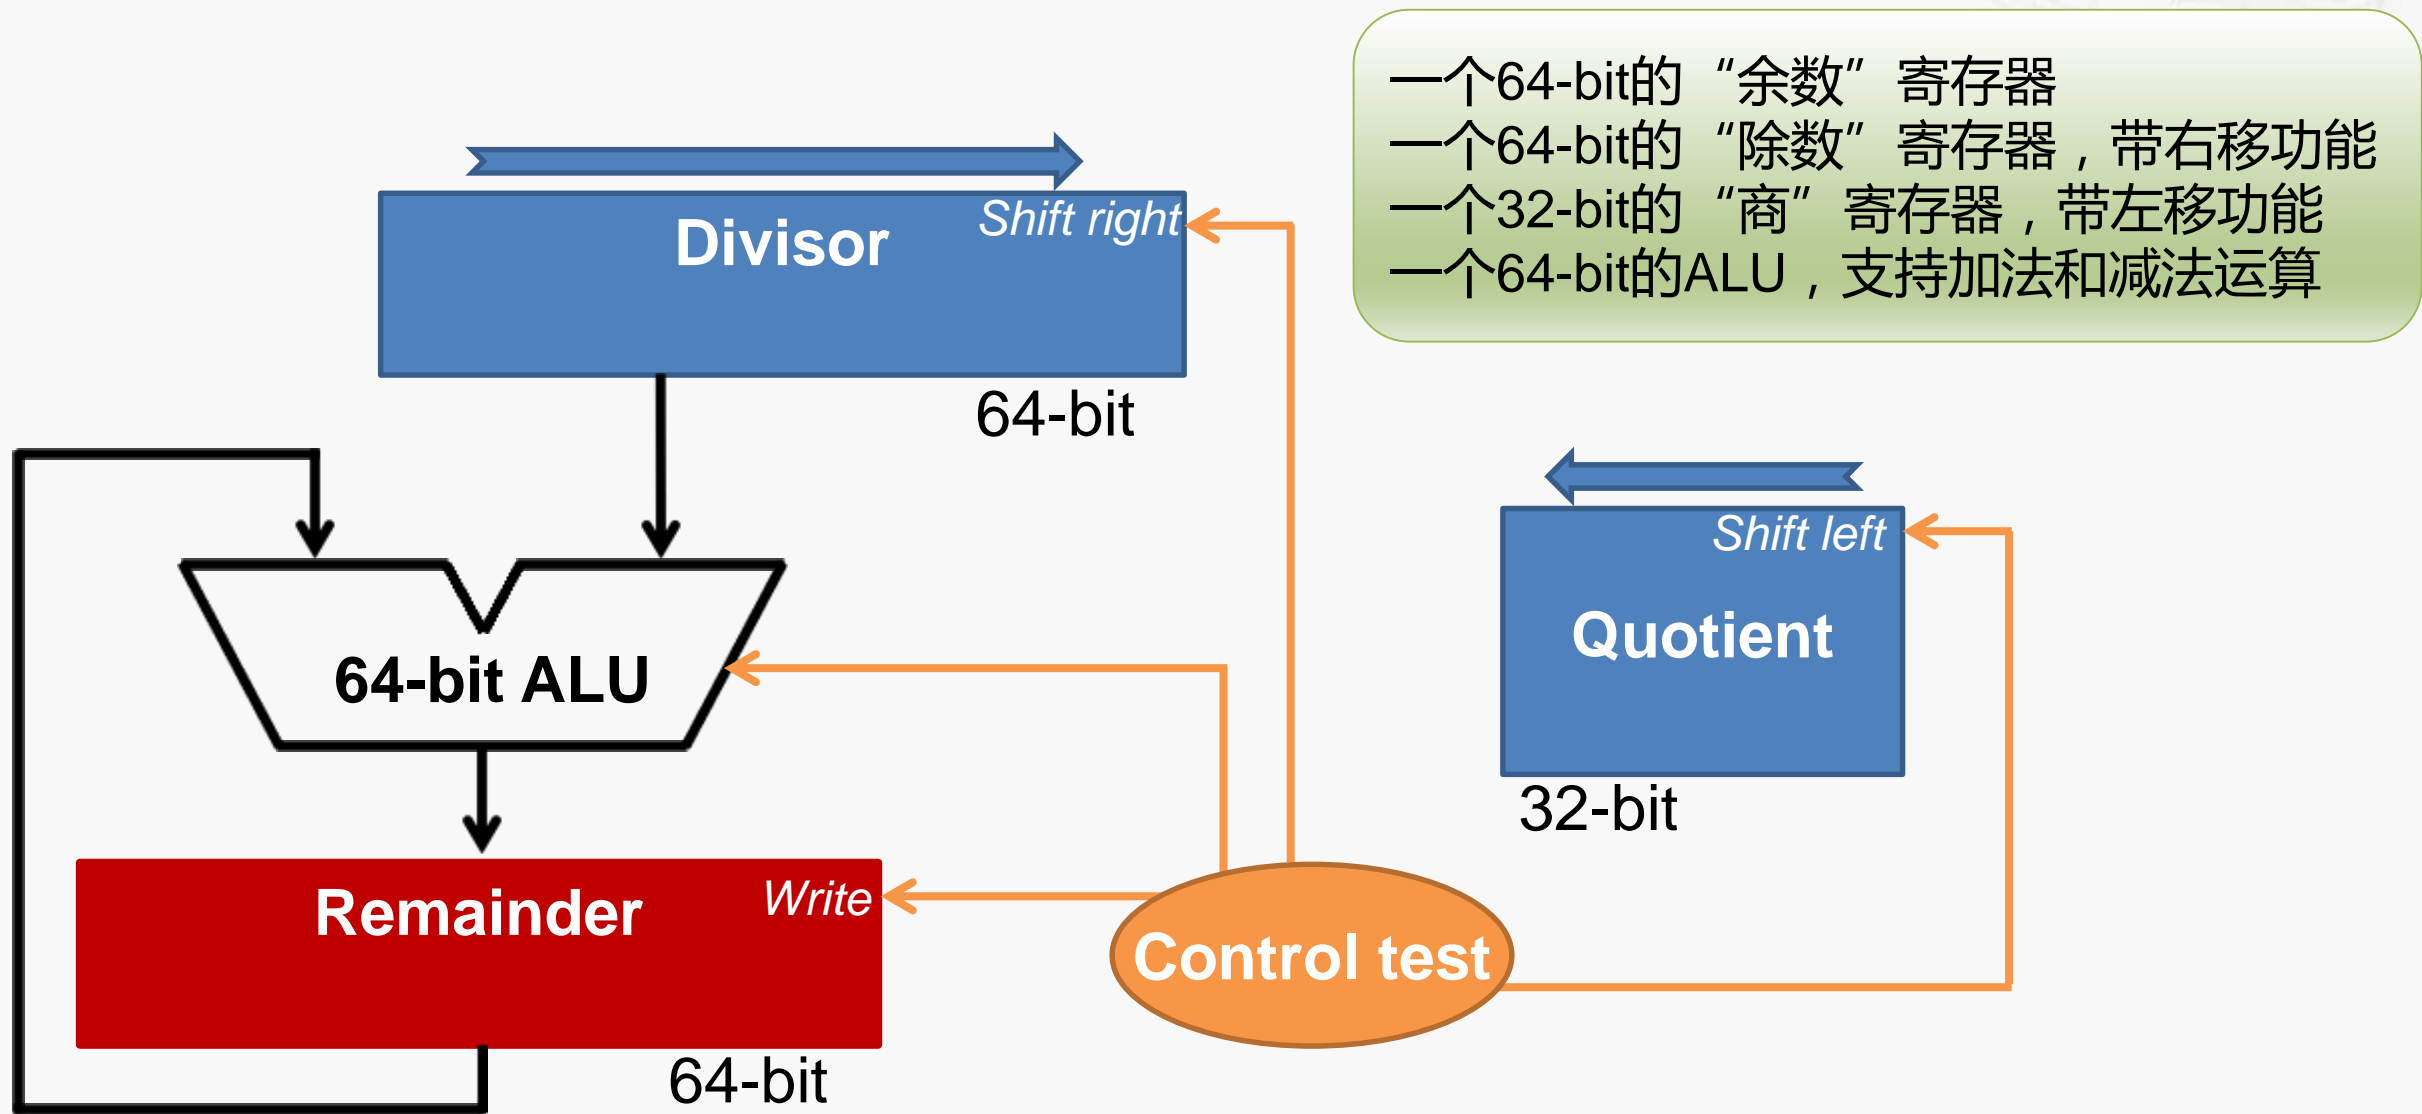 一个64-bit的“余数”寄存器
一个64-bit的“除数”寄存器，带右移功能
一个32-bit的“商”寄存器，带左移功能
一个64-bit的ALU，支持加法和减法运算
Shift right
Divisor
64-bit
Shift left
Quotient
64-bit ALU
32-bit
Write
Remainder
Control test
64-bit